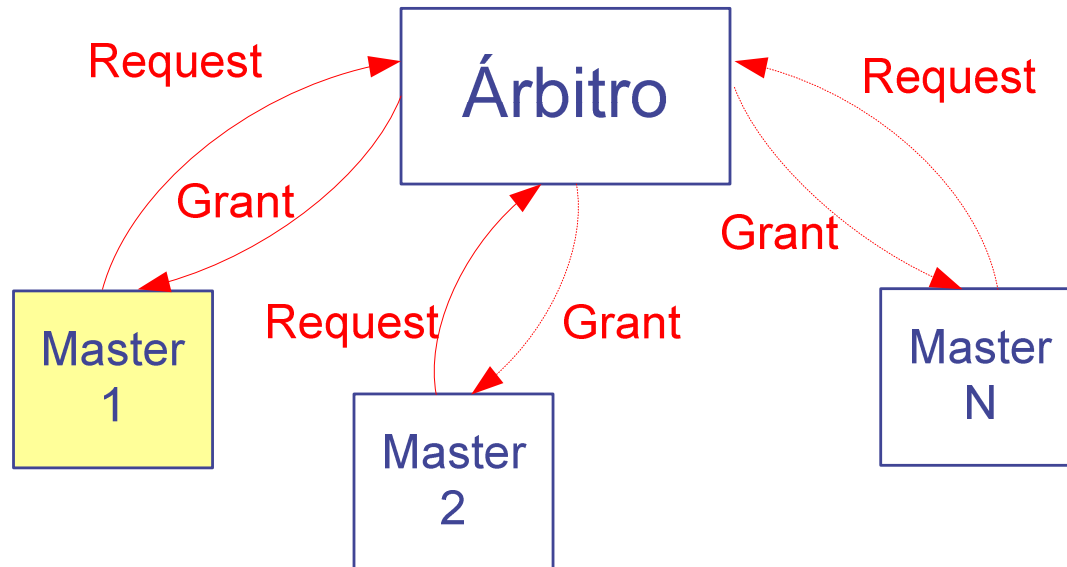 Request
Árbitro
Request
Grant
Grant
Request
Grant
Master
1
Master
2
Master
N